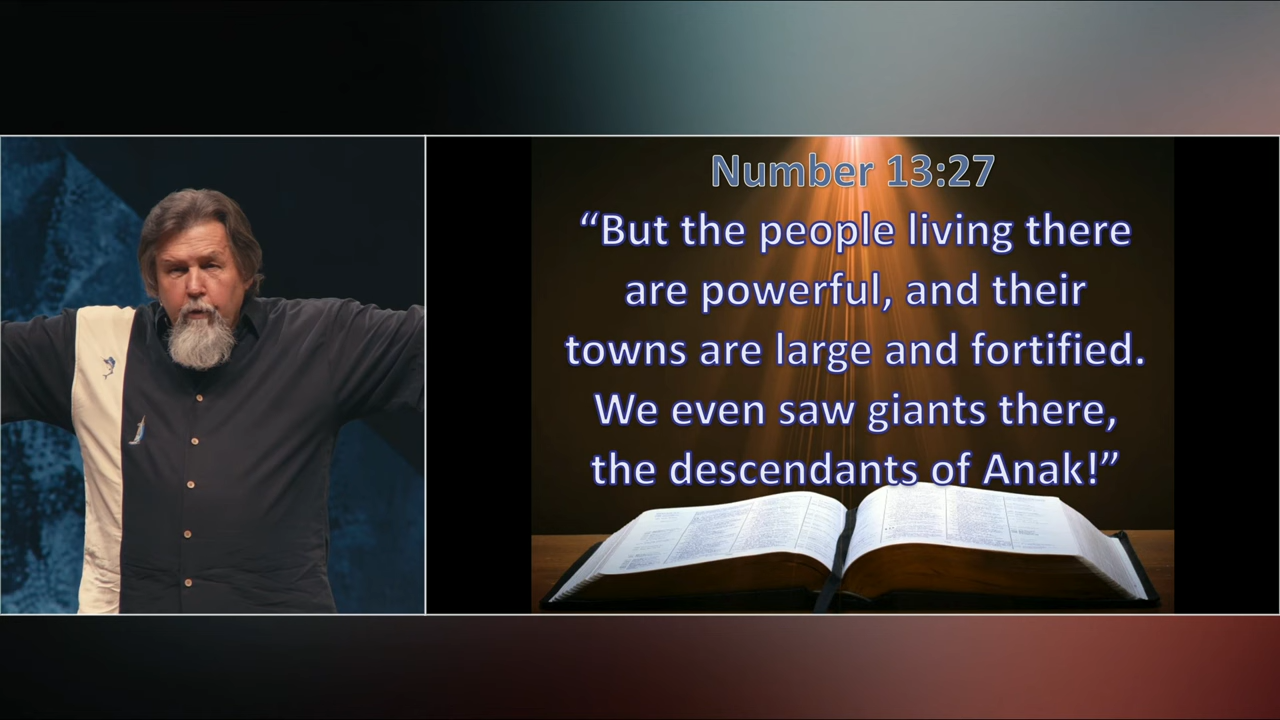 Number 13:27
“But the people living there
are powerful, and their
towns are large and fortified.
We even saw giants there,
the descendants of Anak!”